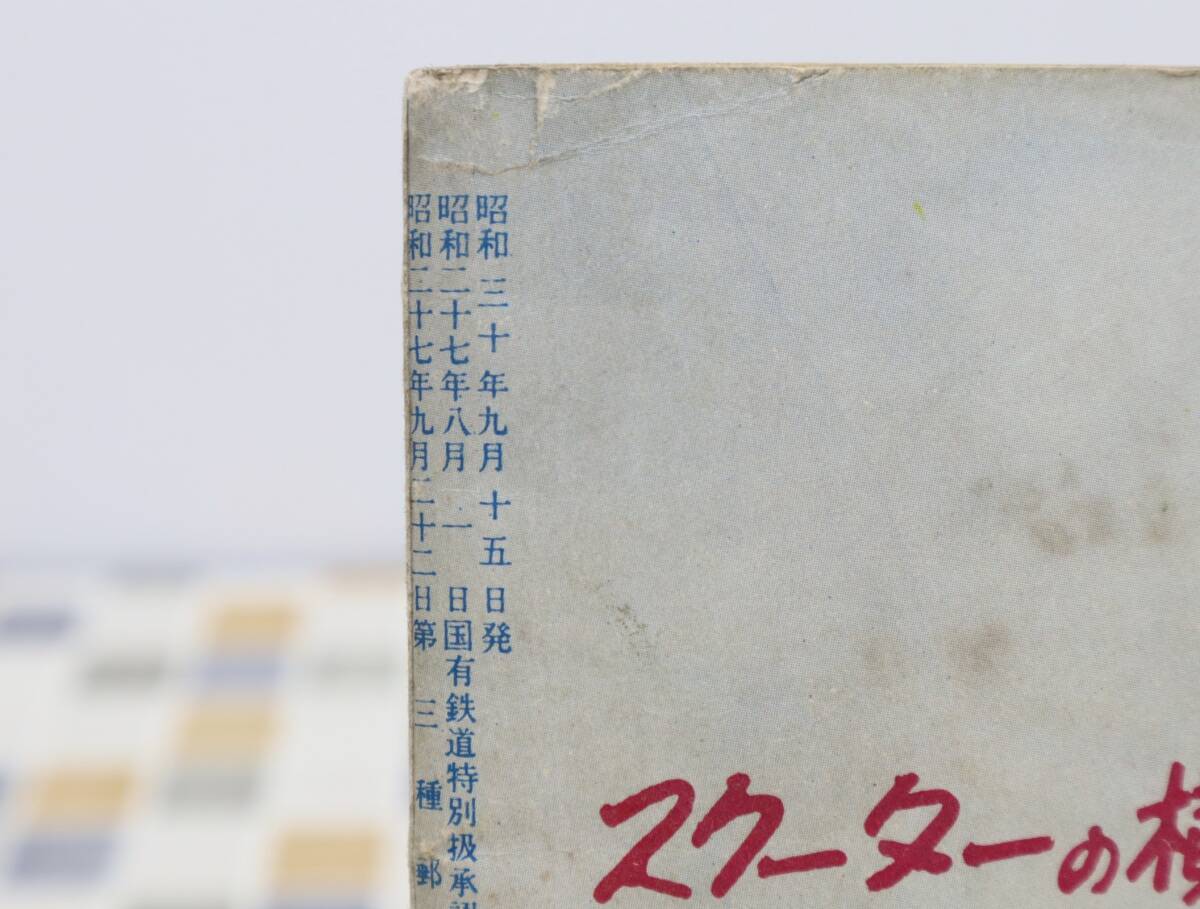 昭和三十年九月十五日発
昭和二十七年八月一日国有鉄道特別扱承認
昭和二十七年九月二十二日第三種郵
スクーターの